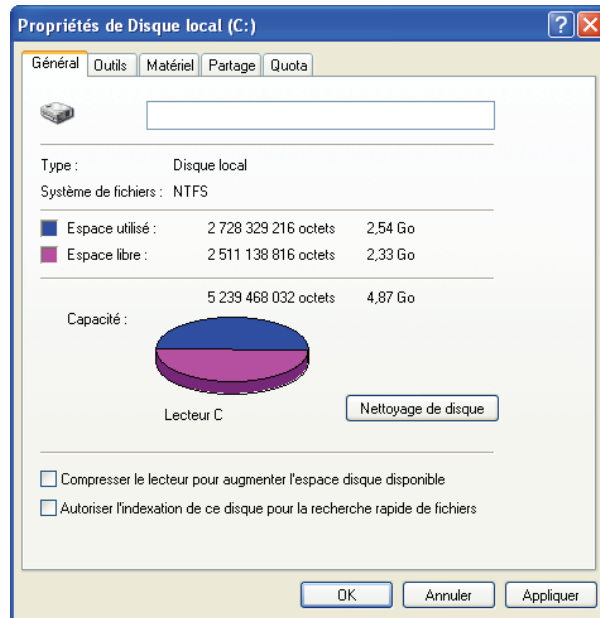 Propriétés de Disque local (C:)
Général Outils Matériel Partage Quota
Type : Disque local
Système de fichiers : NTFS
Espace utilisé : 2 728 329 216 octets 2,54 Go
Espace libre : 2 511 138 816 octets 2,33 Go
5 239 468 032 octets 4,87 Go
Capacité :
Lecteur C Nettoyage de disque
Compresser le lecteur pour augmenter l'espace disque disponible
Autoriser l'indexation de ce disque pour la recherche rapide de fichiers
OK Annuler Appliquer